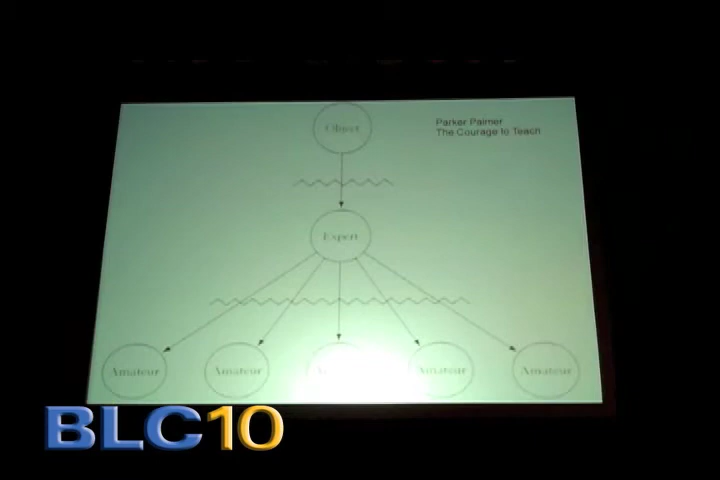 Object
Parker Palmer
The Courage to Teach
Expert
Amateur Amateur Amateur Amateur
BLC10